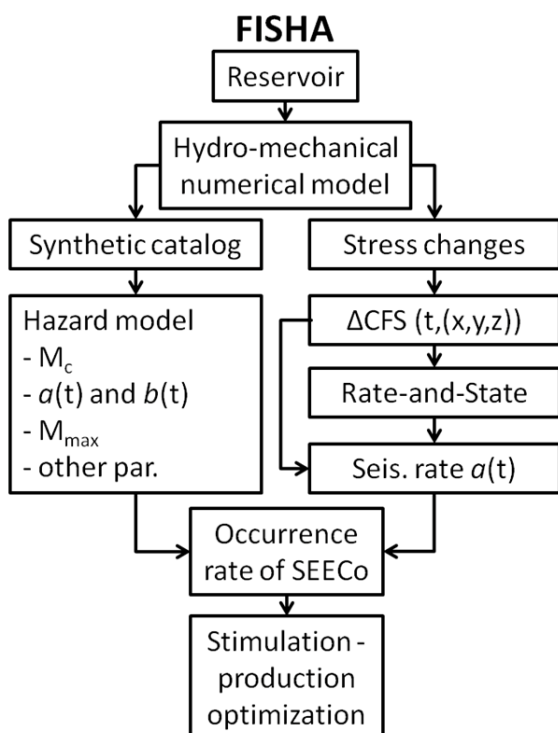 FISHA
Reservoir
Hydro-mechanical
numerical model
Synthetic catalog
Stress changes
Hazard model
- Mc
- a(t) and b(t)
- Mmax
- other par.
ΔCFS (t,(x,y,z))
Rate-and-State
Seis. rate a(t)
Occurrence
rate of SEECo
Stimulation -
production
optimization